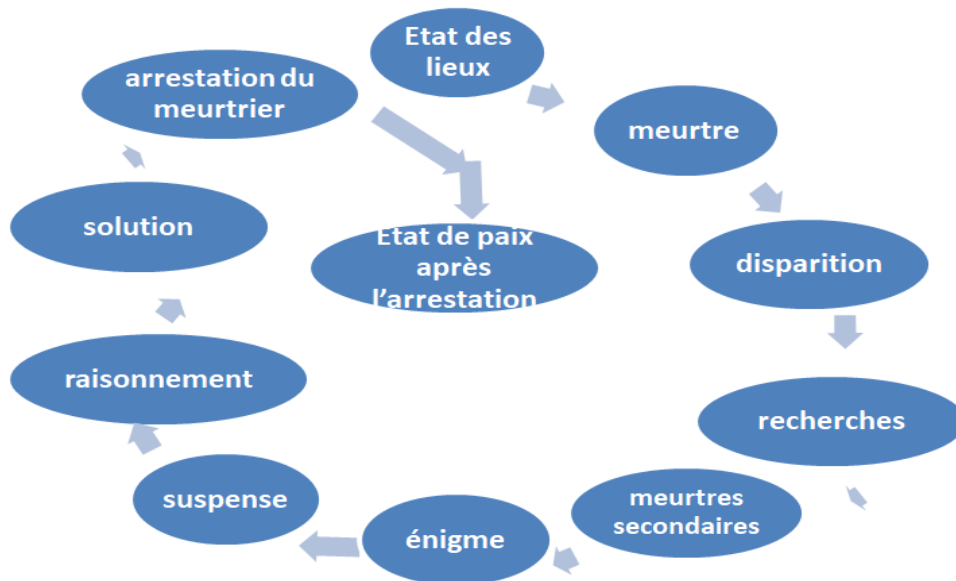 Etat des
lieux
meurtre
disparition
recherches
meurtres
secondaires
énigme
suspense
raisonnement
solution
arrestation du
meurtrier
Etat de paix
après
l’arrestation